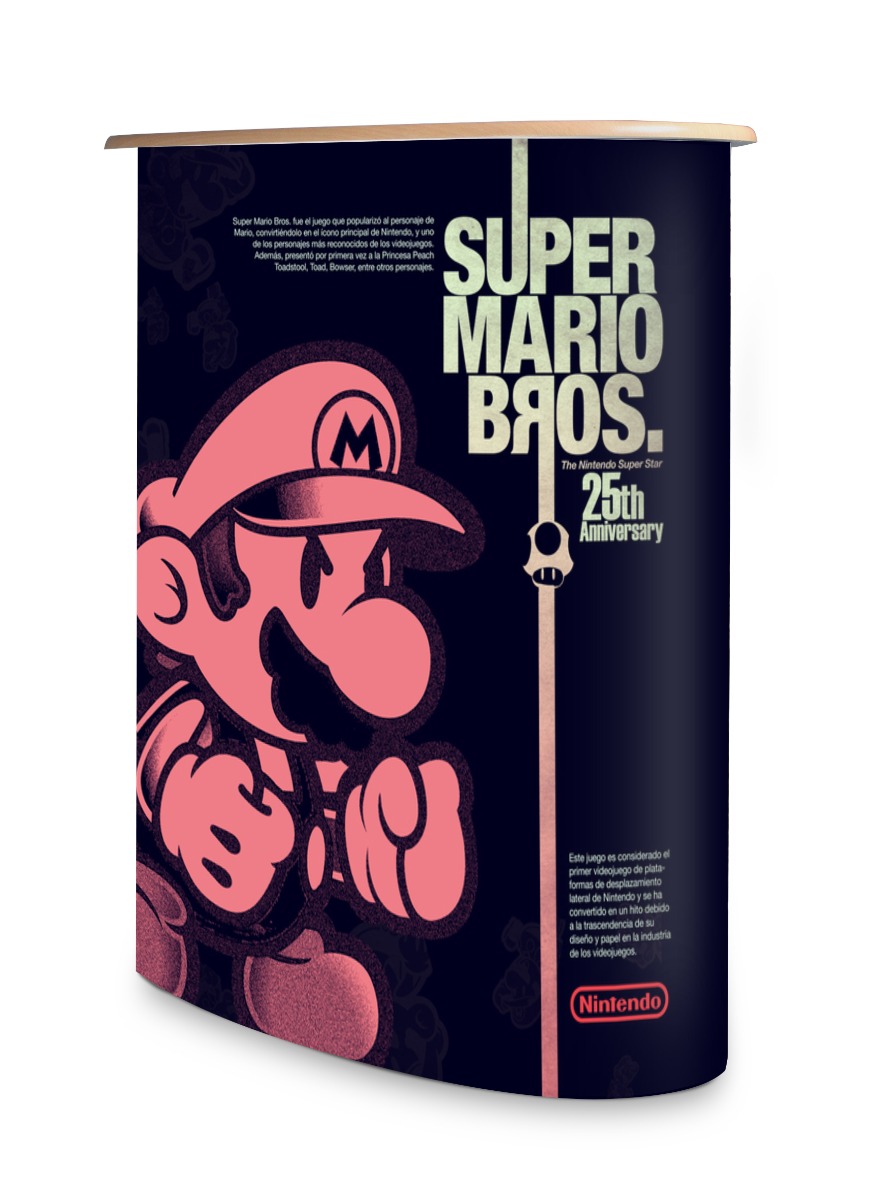 Super Mario Bros. fue el juego que popularizó al personaje de
Mario, convirtiéndolo en el ícono principal de Nintendo, y uno
de los personajes más reconocidos de los videojuegos.
Además, presentó por primera vez a la Princesa Peach
Toadstool, Toad, Bowser, entre otros personajes.
SUPER
MARIO
BROS.
The Nintendo Super Star
25th
Anniversary
M
Este juego es considerado el
primer videojuego de plata-
formas de desplazamiento
lateral de Nintendo y se ha
convertido en un hito debido
a la trascendencia de su
diseño y papel en la industria
de los videojuegos.
Nintendo